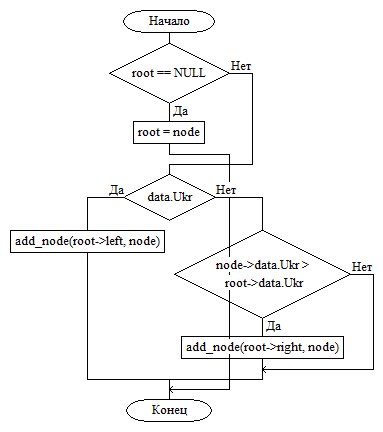 Начало
root == NULL
Нет
Да
root = node
Да
data.Ukr
Нет
add_node(root->left, node)
node->data.Ukr >
root->data.Ukr
Нет
Да
add_node(root->right, node)
Конец